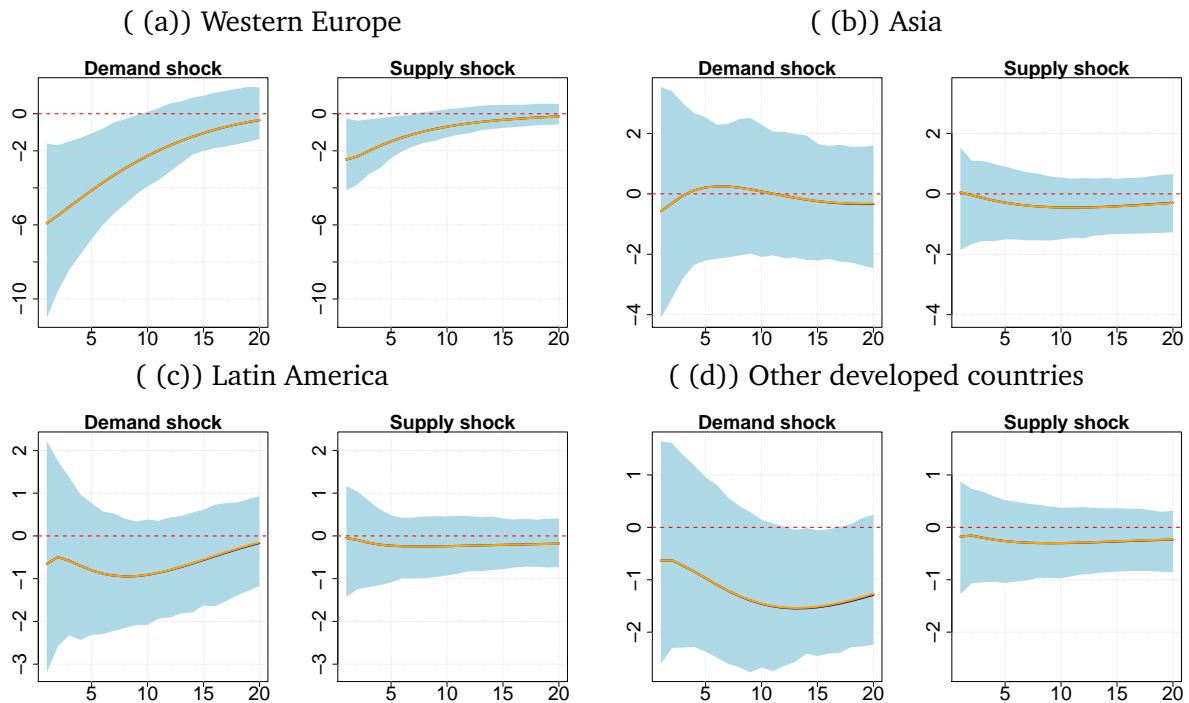 ( (a)) Western Europe
( (b)) Asia
Demand shock
Supply shock
Demand shock
Supply shock
0
−2
−6
−10
0
−2
−6
−10
2
0
−2
−4
2
0
−2
−4
5 10 15 20
5 10 15 20
5 10 15 20
5 10 15 20
( (c)) Latin America
( (d)) Other developed countries
Demand shock
Supply shock
Demand shock
Supply shock
2
1
0
−1
−2
−3
2
1
0
−1
−2
−3
1
0
−1
−2
1
0
−1
−2
5 10 15 20
5 10 15 20
5 10 15 20
5 10 15 20